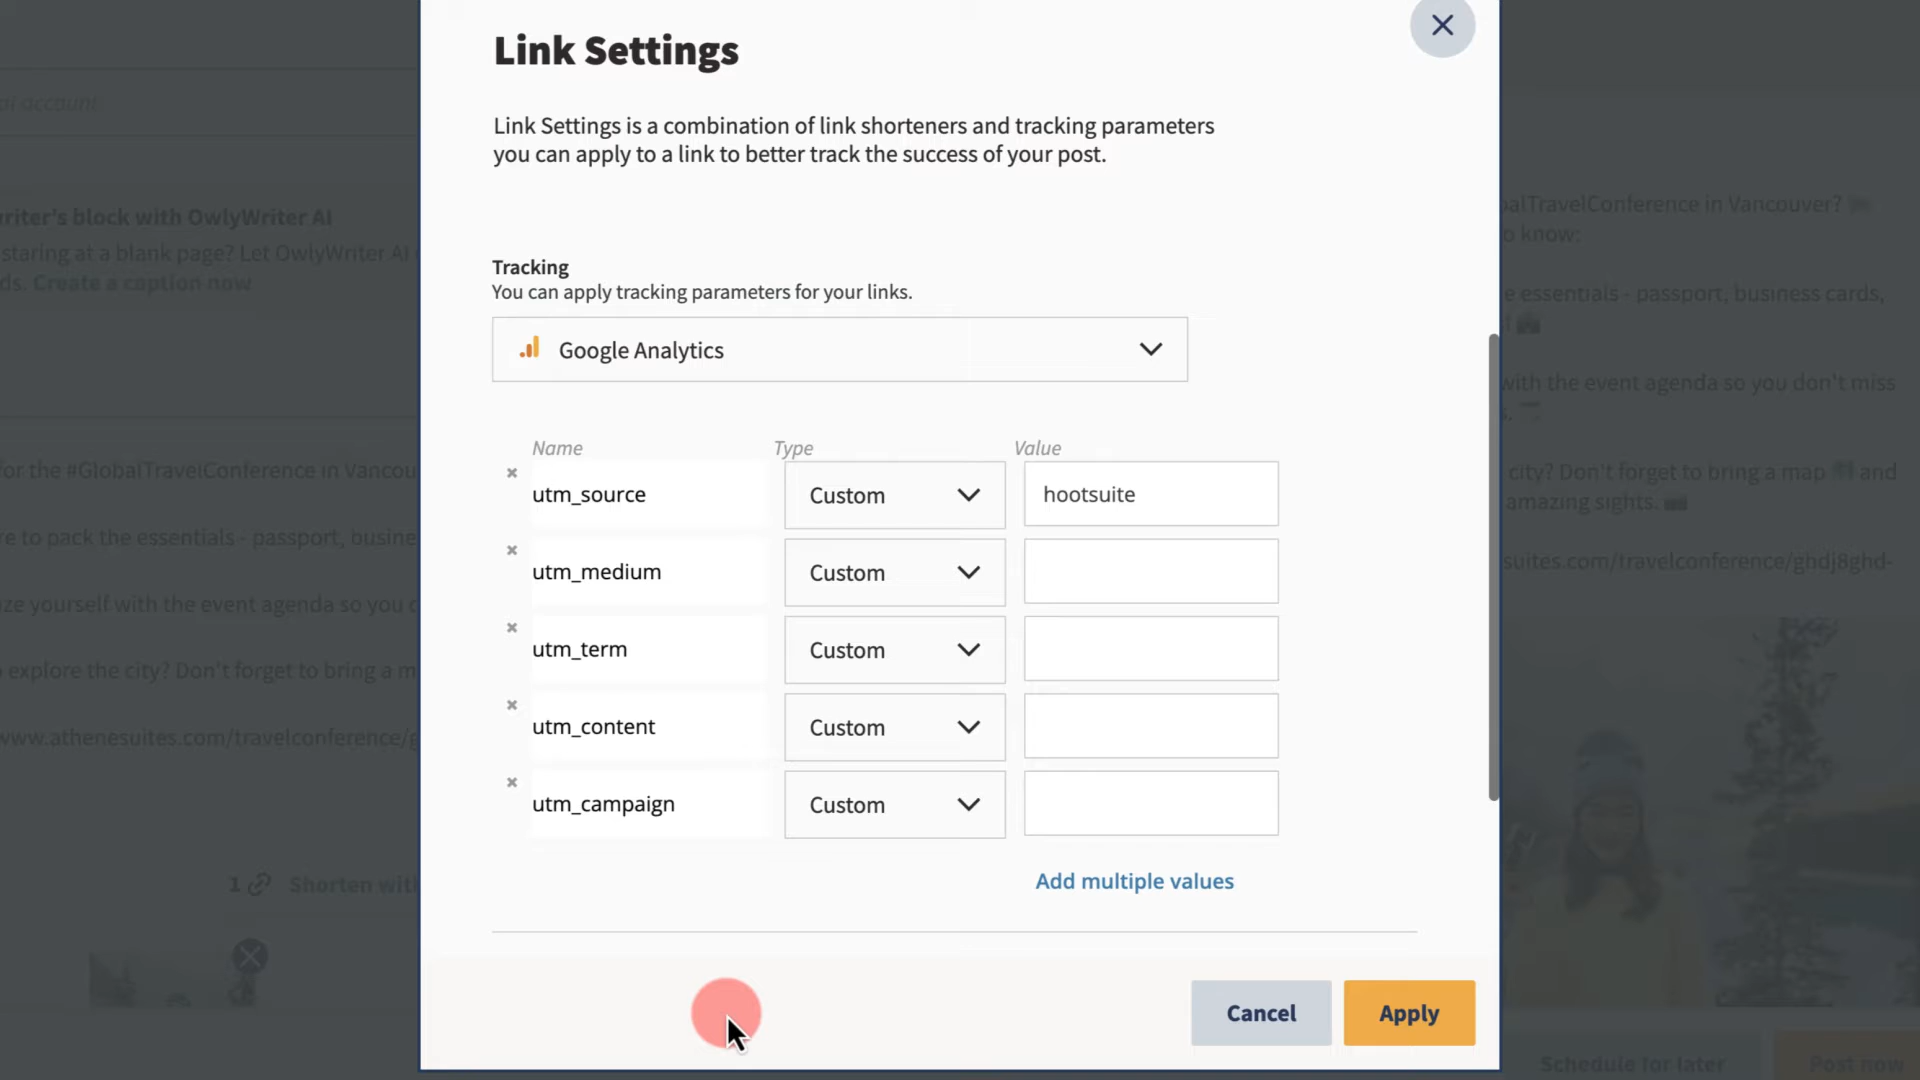 Link Settings
Link Settings is a combination of link shorteners and tracking parameters
you can apply to a link to better track the success of your post.
Tracking
You can apply tracking parameters for your links.
Google Analytics
Name Type Value
utm_source Custom hootsuite
utm_medium Custom
utm_term Custom
utm_content Custom
utm_campaign Custom
Add multiple values
Cancel Apply
account
writer's block with OwlyWriter AI
staring at a blank page? Let OwlyWriter AI
ds. Create a caption now
for the #GlobalTravelConference in Vancou
re to pack the essentials - passport, busine
ze yourself with the event agenda so you
explore the city? Don't forget to bring a m
www.athenesuites.com/travelconference/g
1 Shorten with
balTravelConference in Vancouver?
o know:
e essentials - passport, business cards,
with the event agenda so you don't miss
city? Don't forget to bring a map and
amazing sights.
suites.com/travelconference/ghdj8ghd-
Schedule for later Post now